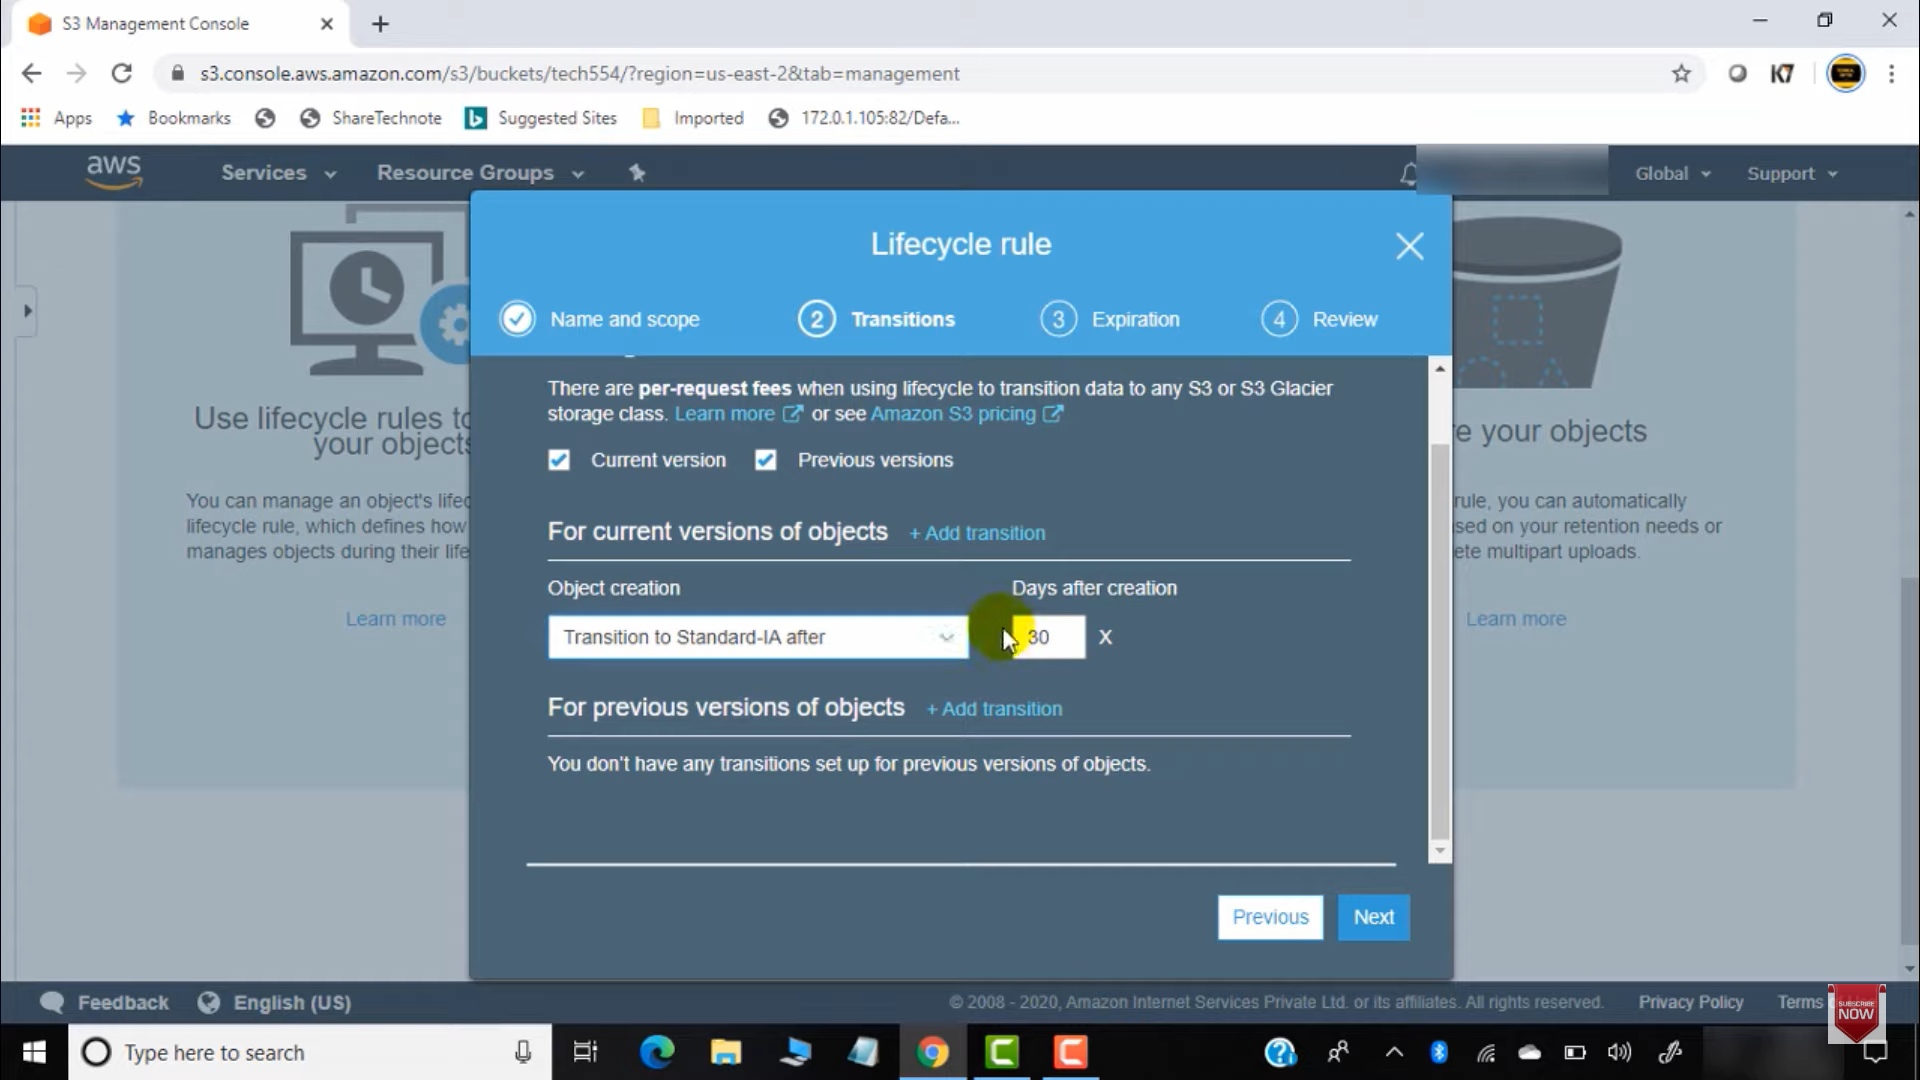 S3 Management Console
s3.console.aws.amazon.com/s3/buckets/tech554/?region=us-east-2&tab=management
K7
Apps Bookmarks ShareTechnote Suggested Sites Imported 172.0.1.105:82/Defa...
aws Services Resource Groups Global Support
Lifecycle rule
Name and scope 2 Transitions 3 Expiration 4 Review
There are per-request fees when using lifecycle to transition data to any S3 or S3 Glacier
storage class. Learn more or see Amazon S3 pricing
Current version Previous versions
For current versions of objects + Add transition
Object creation Days after creation
Transition to Standard-IA after 30 X
For previous versions of objects + Add transition
You don't have any transitions set up for previous versions of objects.
Previous Next
Use lifecycle rules to
your objects
You can manage an object's lifec
lifecycle rule, which defines how
manages objects during their life
Learn more
e your objects
rule, you can automatically
sed on your retention needs or
ete multipart uploads.
Learn more
Feedback English (US) © 2008 - 2020, Amazon Internet Services Private Ltd. or its affiliates. All rights reserved. Privacy Policy Terms
SUBSCRIBE
NOW
Type here to search